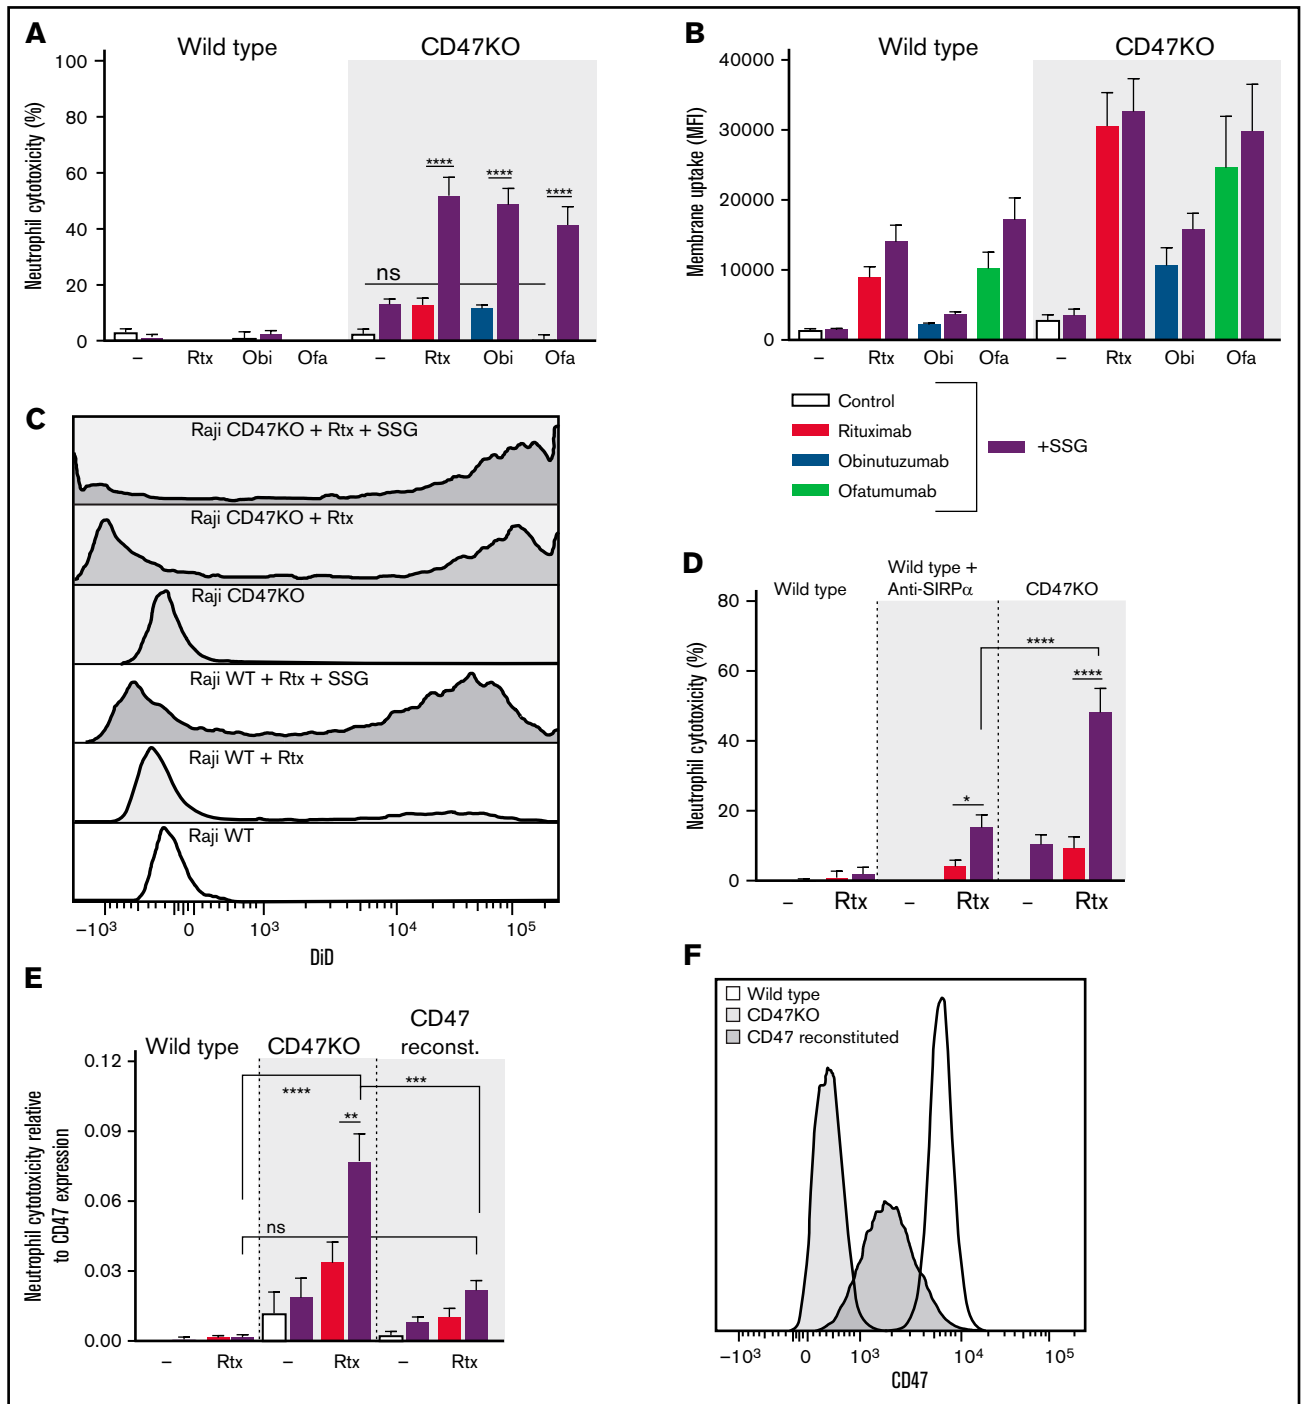 A
Wild type
CD47KO
Neutrophil cytotoxicity (%)
100
80
60
40
20
0
****
****
****
ns
–
Rtx
Obi
Ofa
–
Rtx
Obi
Ofa
B
Wild type
CD47KO
Membrane uptake (MFI)
40000
30000
20000
10000
0
–
Rtx
Obi
Ofa
–
Rtx
Obi
Ofa
Control
Rituximab
Obinutuzumab
Ofatumumab
+SSG
C
Raji CD47KO + Rtx + SSG
Raji CD47KO + Rtx
Raji CD47KO
Raji WT + Rtx + SSG
Raji WT + Rtx
Raji WT
−10³
0
10³
10⁴
10⁵
DiD
D
Wild type
Wild type +
Anti-SIRPα
CD47KO
Neutrophil cytotoxicity (%)
80
60
40
20
0
*
****
****
–
Rtx
–
Rtx
–
Rtx
E
Wild type
CD47KO
CD47
reconst.
Neutrophil cytotoxicity relative
to CD47 expression
0.12
0.09
0.06
0.03
0.00
****
***
**
ns
–
Rtx
–
Rtx
–
Rtx
F
Wild type
CD47KO
CD47 reconstituted
−10³
0
10³
10⁴
10⁵
CD47